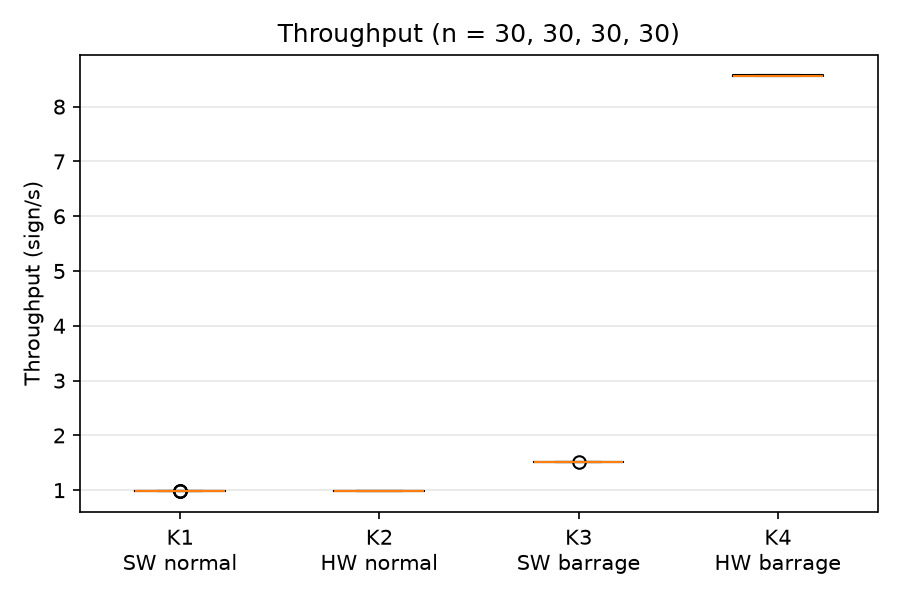 Throughput (n = 30, 30, 30, 30)
Throughput (sign/s)
8
7
6
5
4
3
2
1
K1
SW normal
K2
HW normal
K3
SW barrage
K4
HW barrage